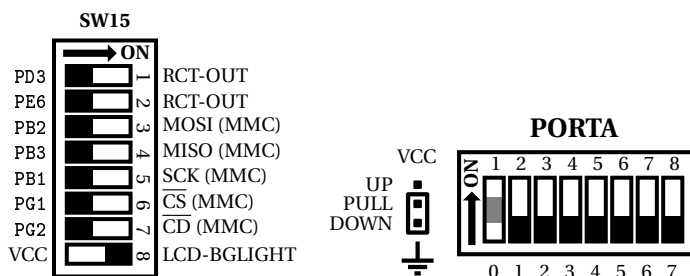 SW15
ON
PD3 1 RCT-OUT
PE6 2 RCT-OUT
PB2 3 MOSI (MMC)
PB3 4 MISO (MMC)
PB1 5 SCK (MMC)
PG1 6 CS (MMC)
PG2 7 CD (MMC)
VCC 8 LCD-BGLIGHT
VCC
UP
PULL
DOWN
PORTA
ON
1 2 3 4 5 6 7 8
0 1 2 3 4 5 6 7